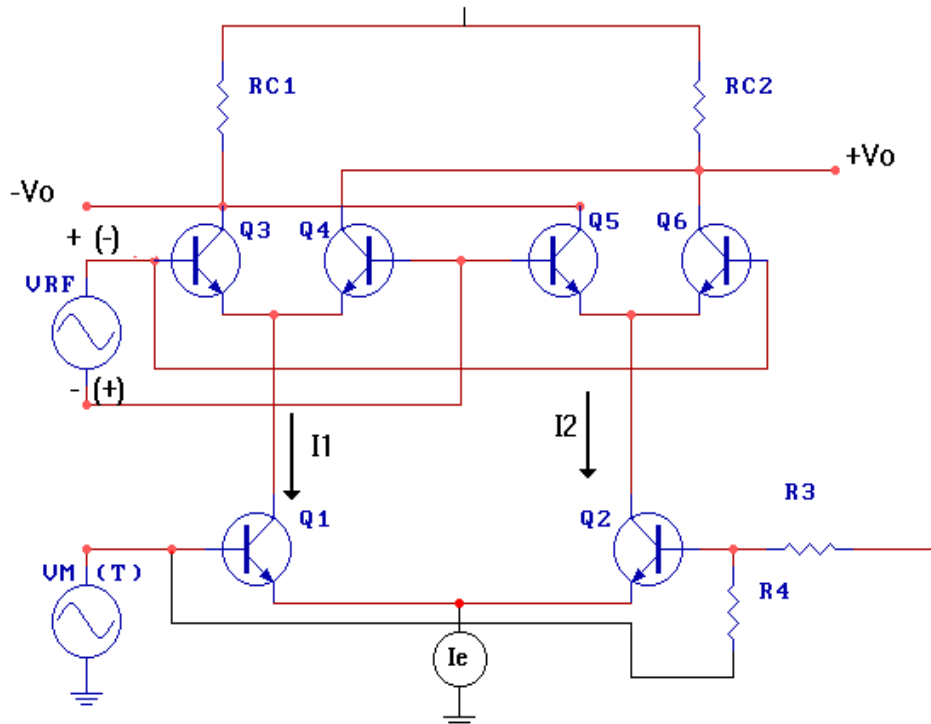 RC1
RC2
-Vo
+Vo
Q3
Q4
Q5
Q6
+ (-)
VRF
- (+)
I1
I2
R3
Q1
Q2
VM (T)
R4
Ie